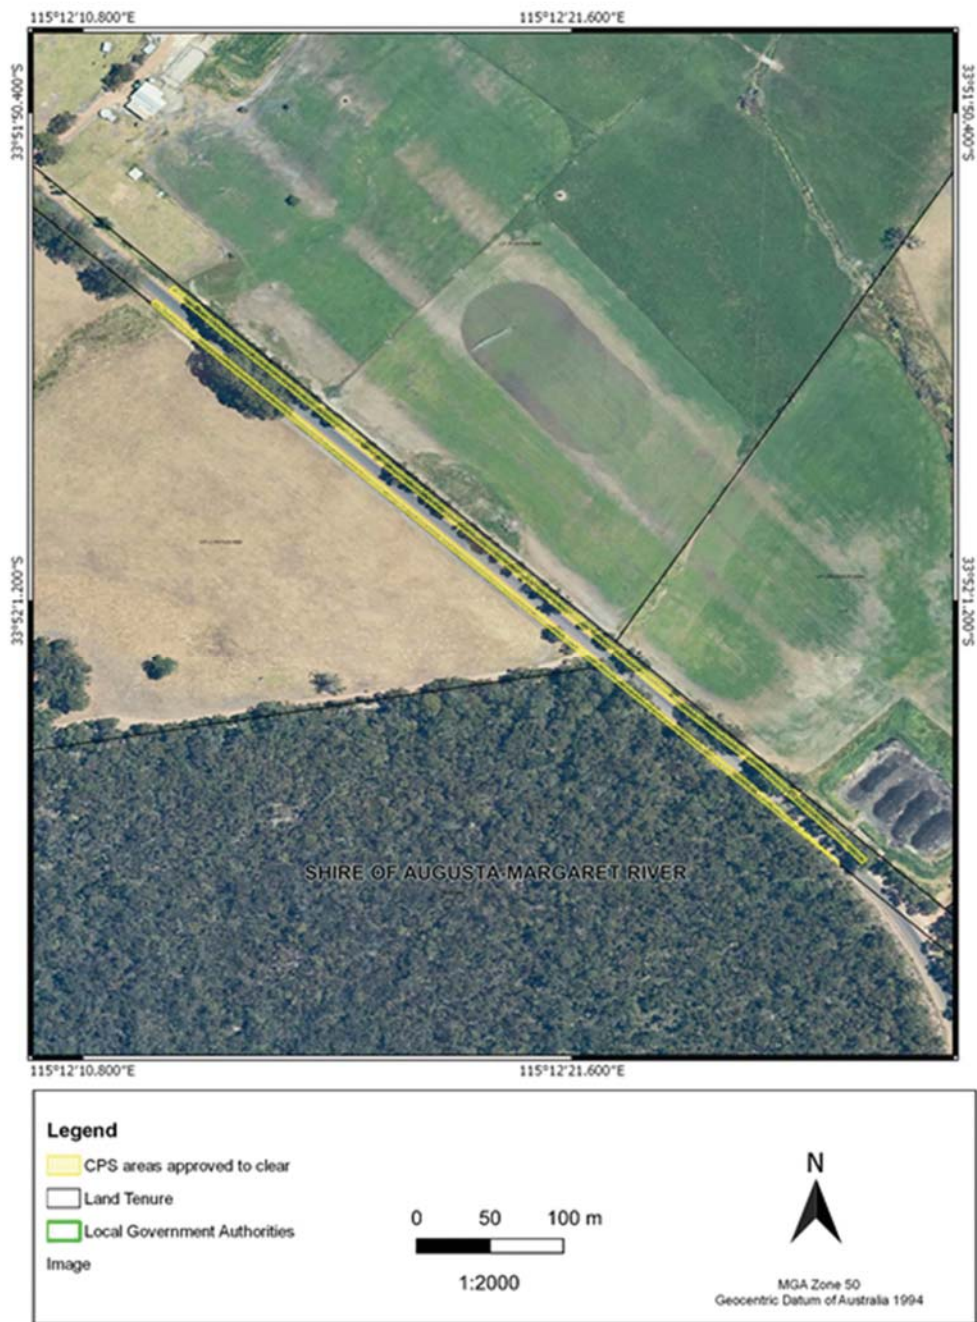 115°12'10.800"E 115°12'21.600"E
33°51'50.400"S 33°51'50.400"S
33°52'1.200"S 33°52'1.200"S
SHIRE OF AUGUSTA-MARGARET RIVER
115°12'10.800"E 115°12'21.600"E
Legend
CPS areas approved to clear
Land Tenure
Local Government Authorities
Image
0 50 100 m
1:2000
N
MGA Zone 50
Geocentric Datum of Australia 1994